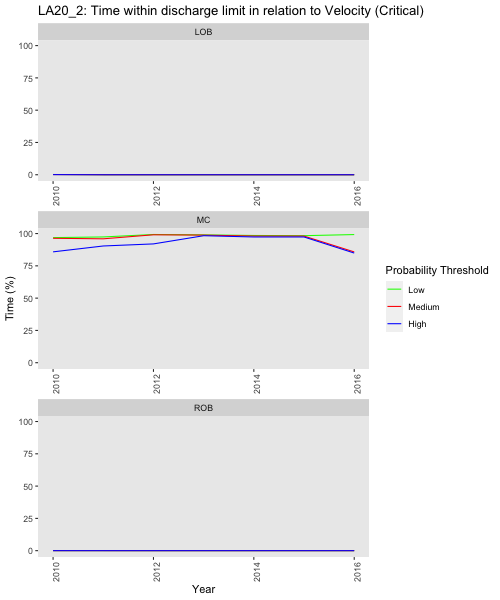 LA20_2: Time within discharge limit in relation to Velocity (Critical)
LOB
100
75
50
25
0
2010
2012
2014
2016
MC
100
75
50
25
0
2010
2012
2014
2016
ROB
100
75
50
25
0
2010
2012
2014
2016
Time (%)
Year
Probability Threshold
Low
Medium
High